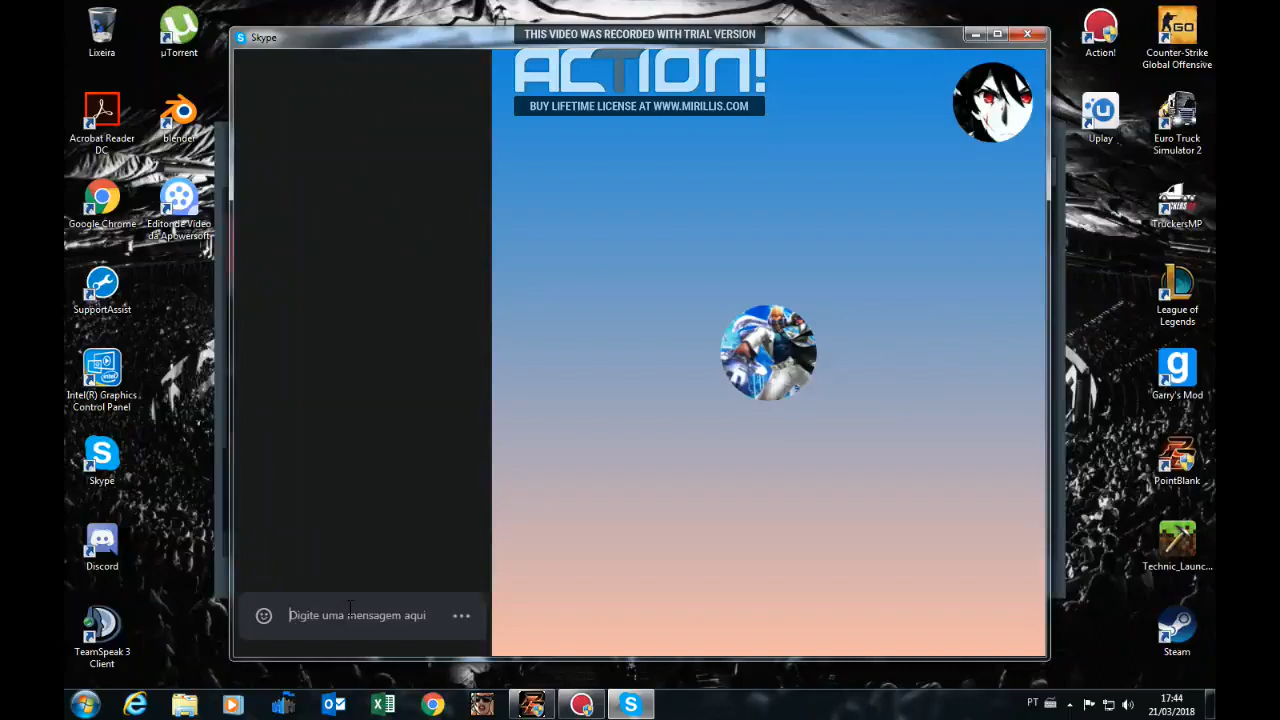 Lixeira
µTorrent
Acrobat Reader
DC
blender
Google Chrome
Editor de Vídeo
da Apowersoft
SupportAssist
Intel(R) Graphics
Control Panel
Skype
Discord
TeamSpeak 3
Client
Skype
THIS VIDEO WAS RECORDED WITH TRIAL VERSION
ACTION!
BUY LIFETIME LICENSE AT WWW.MIRILLIS.COM
Digite uma mensagem aqui
Action!
GO
Counter-Strike
Global Offensive
Uplay
Euro Truck
Simulator 2
TruckersMP
League of
Legends
Garry's Mod
PointBlank
Technic_Launc...
Steam
PT
17:44
21/03/2018